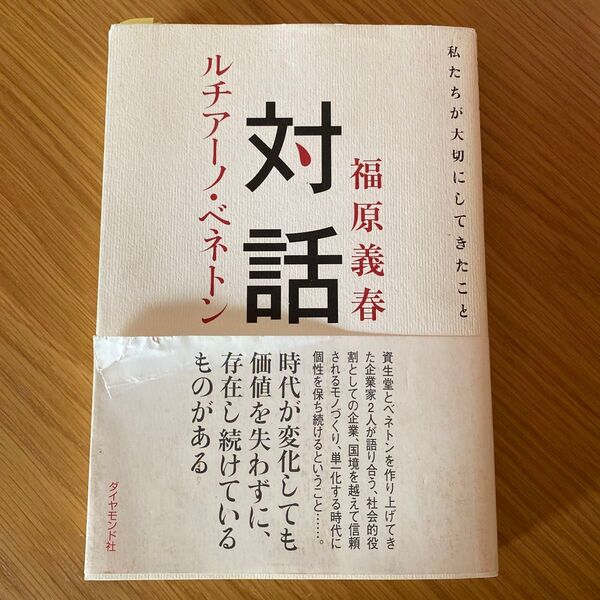 私たちが大切にしてきたこと
福原義春
対話
ルチアーノ・ベネトン
資生堂とベネトンを作り上げてき
た企業家2人が語り合う、社会的役
割としての企業、国境を越えて信頼
されるモノづくり、単一化する時代に
個性を保ち続けるということ……。
時代が変化しても
価値を失わずに、
存在し続けている
ものがある
ダイヤモンド社